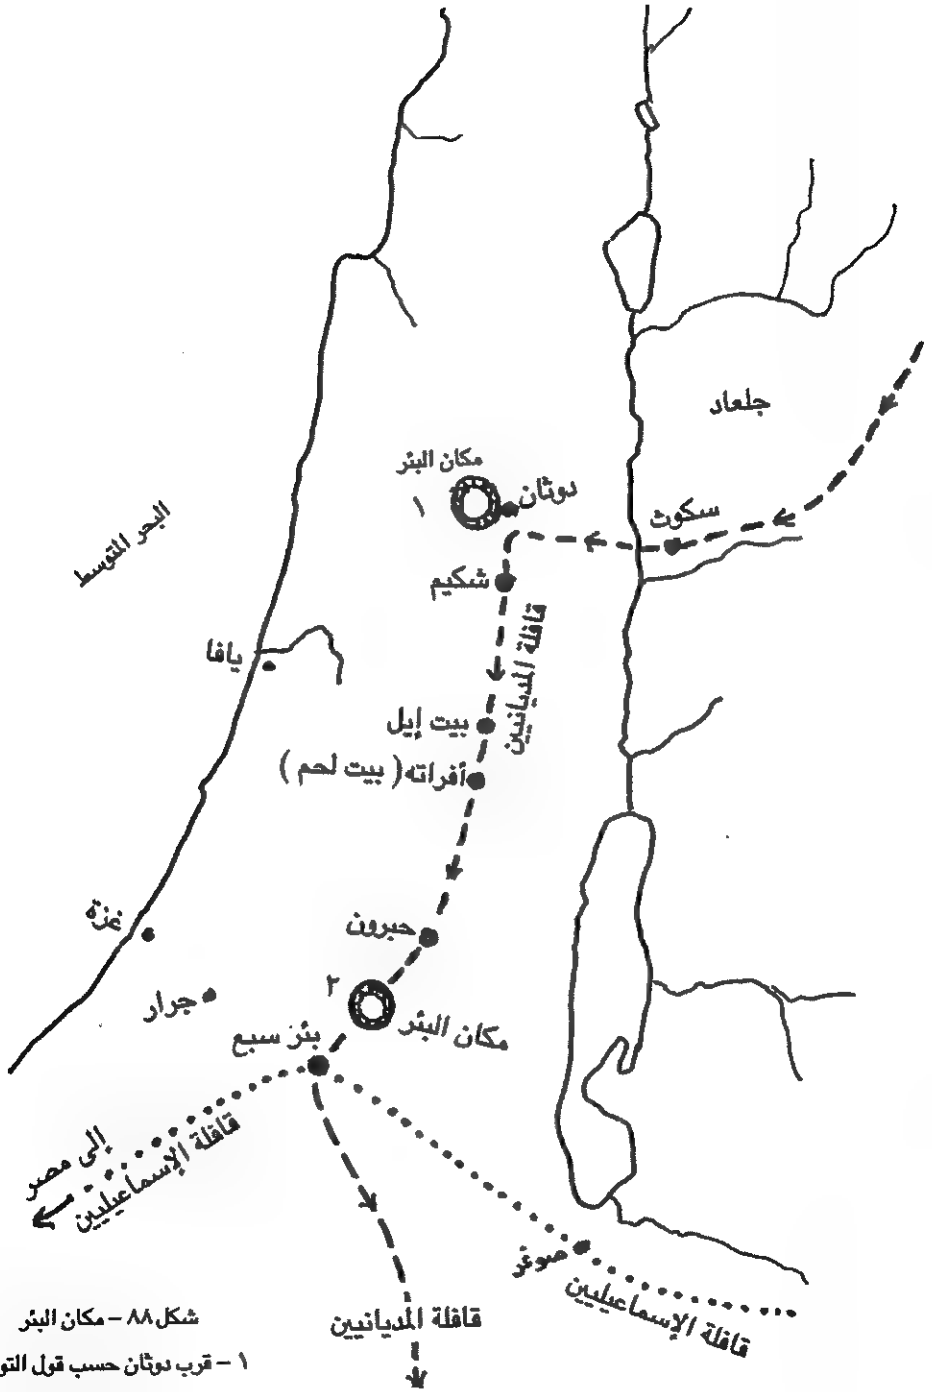 جلعاد
مكان البئر
١
دوثان
سكوث
البحر المتوسط
شكيم
قافلة المديانيين
يافا
بيت إيل
أفراته ( بيت لحم )
غزة
حبرون
٢
جرار
مكان البئر
بئر سبع
إلى مصر
قافلة الإسماعيليين
صوغر
قافلة الإسماعيليين
قافلة المديانيين
شكل ٨٨ – مكان البئر
١ – قرب دوثان حسب قول